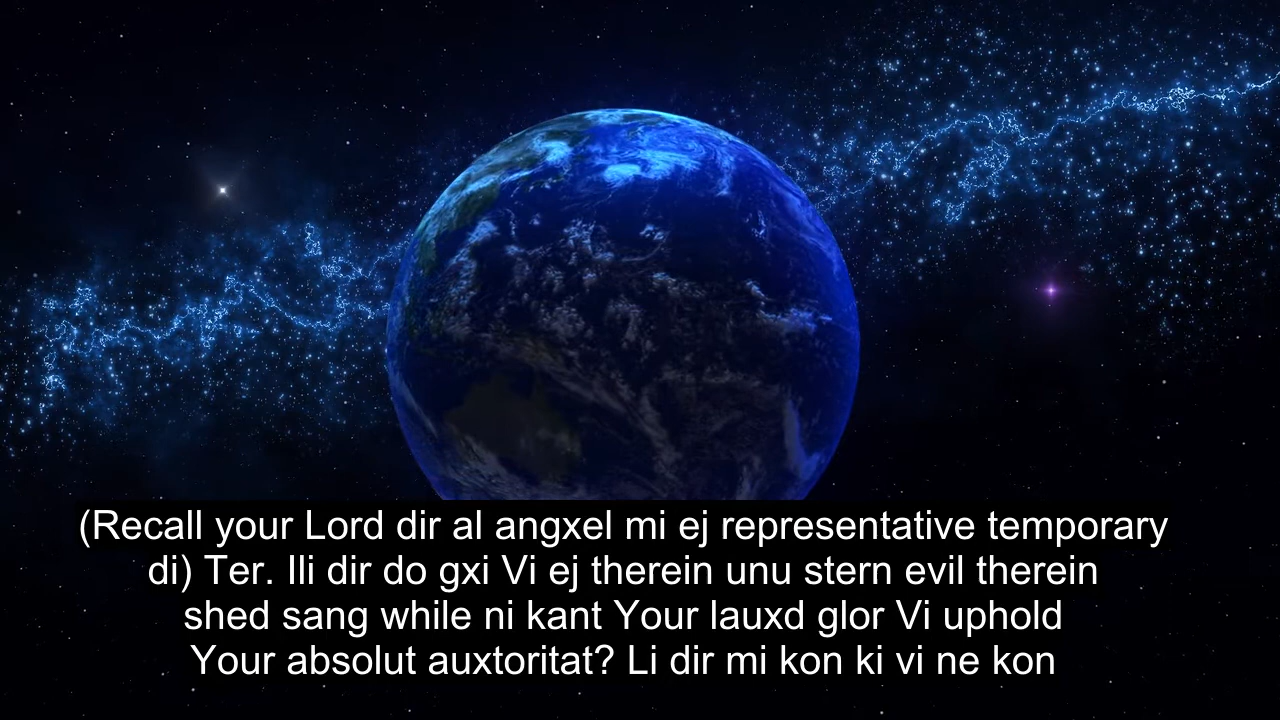 (Recall your Lord dir al angxel mi ej representative temporary
di) Ter. Ili dir do gxi Vi ej therein unu stern evil therein
shed sang while ni kant Your lauxd glor Vi uphold
Your absolut auxtoritat? Li dir mi kon ki vi ne kon